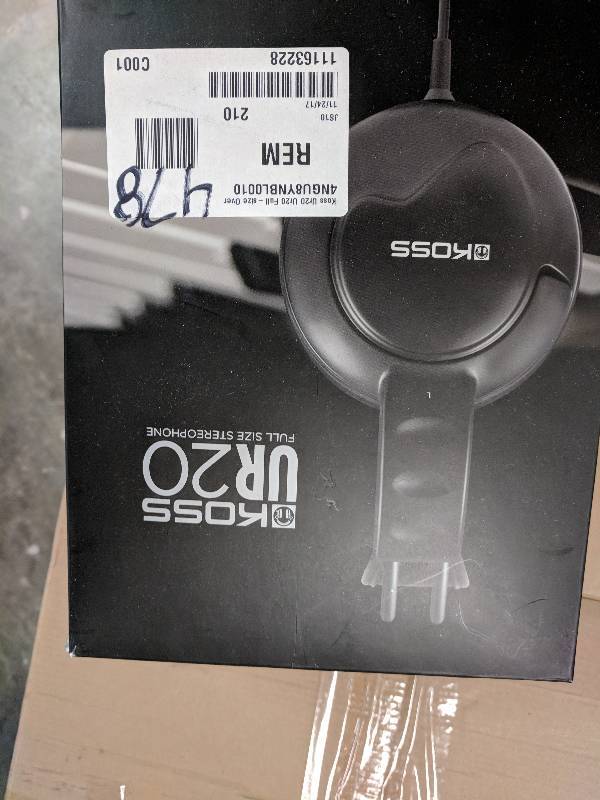 KOSS
UR20
FULL SIZE STEREOPHONE
L
KOSS
Koss Ur20 Ur20 Full - size Over
4NGU8YNBL0010
478
REM
210
JS10
11/24/17
11163228
C001